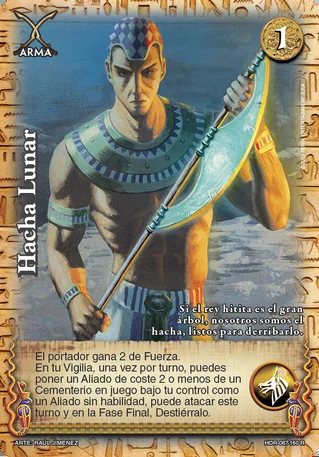 ARMA
1
Hacha Lunar
Si el rey hitita es el gran
árbol, nosotros somos el
hacha, listos para derribarlo.
El portador gana 2 de Fuerza.
En tu Vigilia, una vez por turno, puedes
poner un Aliado de coste 2 o menos de un
Cementerio en juego bajo tu control como
un Aliado sin habilidad, puede atacar este
turno y en la Fase Final, Destiérralo.
ARTE: RAUL JIMENEZ
HOR-067/160-R